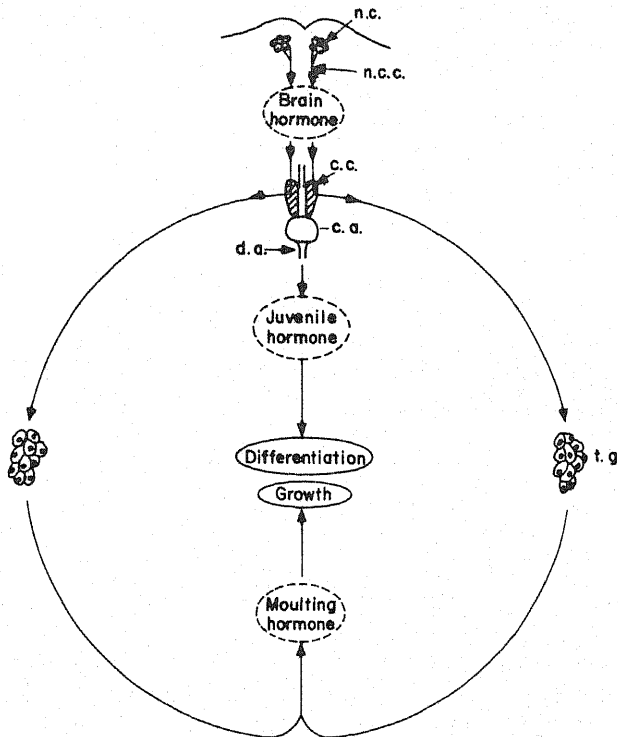 n.c.
n.c.c.
Brain
hormone
c.c.
c.a.
d.a.
Juvenile
hormone
Differentiation
t.g
Growth
Moulting
hormone